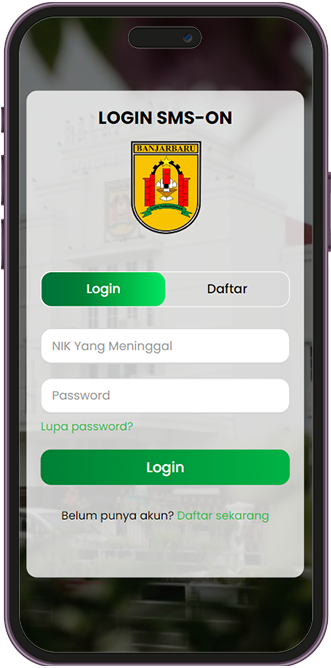 LOGIN SMS-ON
BANJARBARU
Login
Daftar
NIK Yang Meninggal
Password
Lupa password?
Login
Belum punya akun? Daftar sekarang